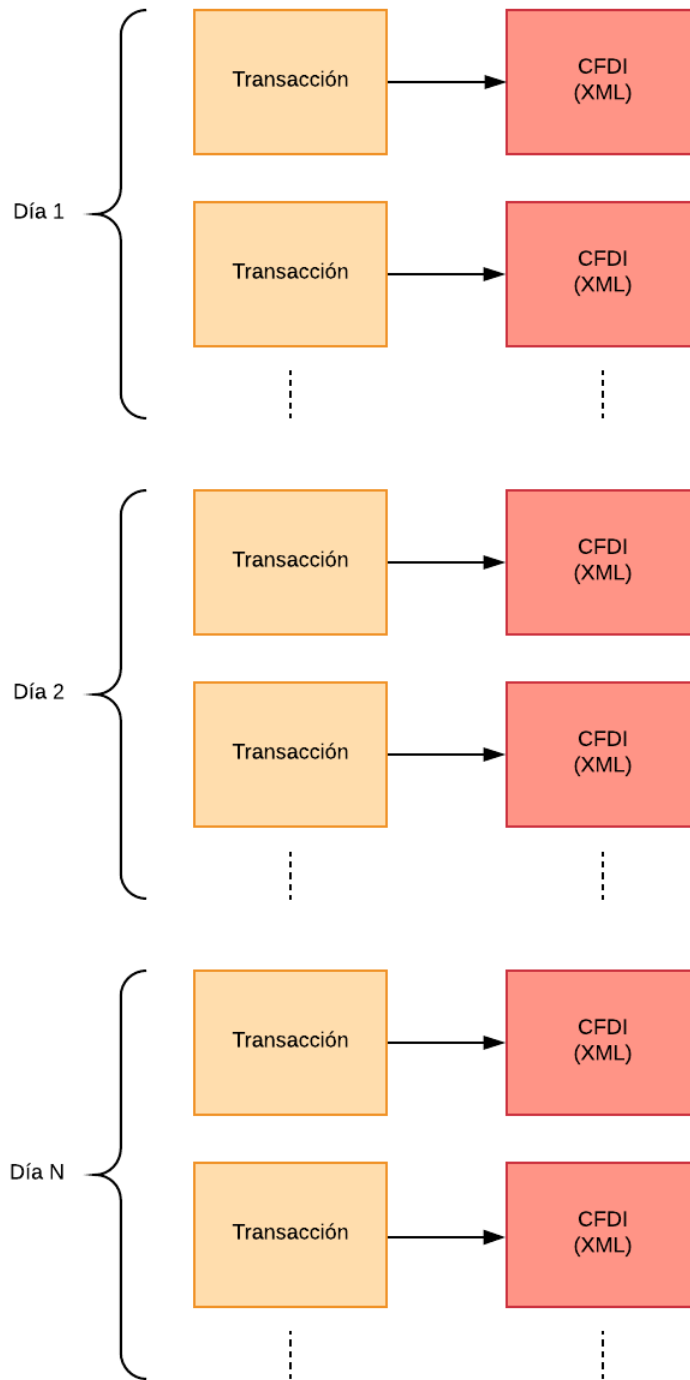 Transacción
CFDI
(XML)
Día 1
Transacción
CFDI
(XML)
Transacción
CFDI
(XML)
Día 2
Transacción
CFDI
(XML)
Transacción
CFDI
(XML)
Día N
Transacción
CFDI
(XML)